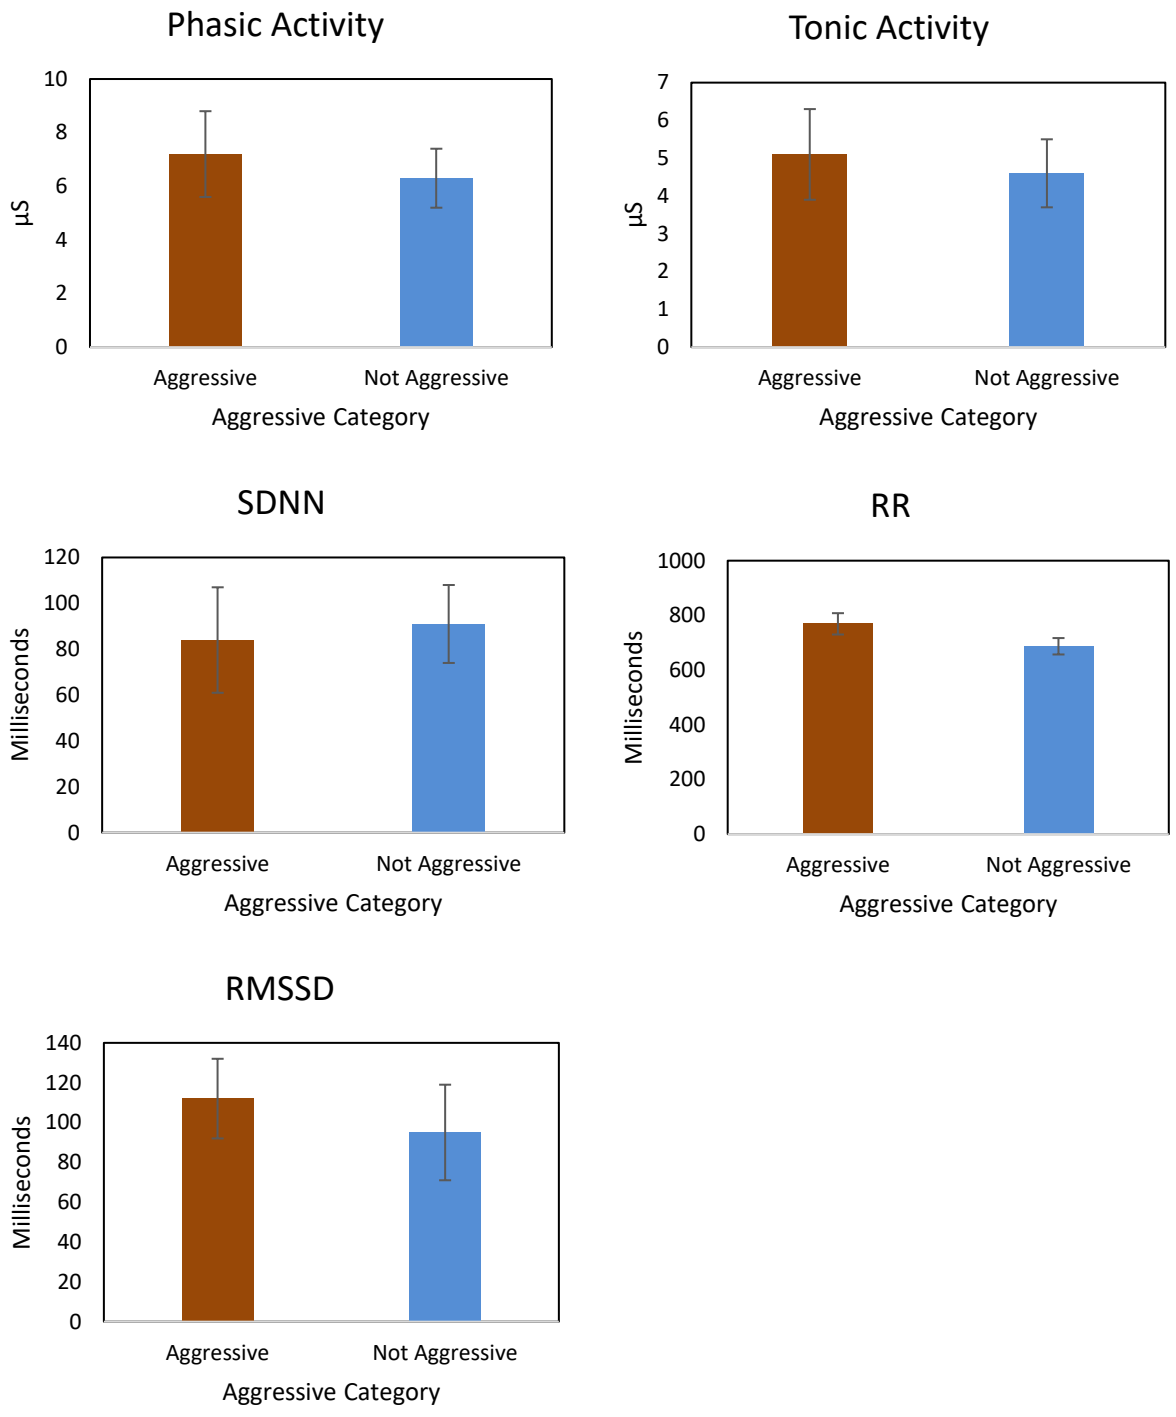 Phasic Activity
10
8
6
4
2
0
µS
Aggressive
Not Aggressive
Aggressive Category
Tonic Activity
7
6
5
4
3
2
1
0
µS
Aggressive
Not Aggressive
Aggressive Category
SDNN
120
100
80
60
40
20
0
Milliseconds
Aggressive
Not Aggressive
Aggressive Category
RR
1000
800
600
400
200
0
Milliseconds
Aggressive
Not Aggressive
Aggressive Category
RMSSD
140
120
100
80
60
40
20
0
Milliseconds
Aggressive
Not Aggressive
Aggressive Category